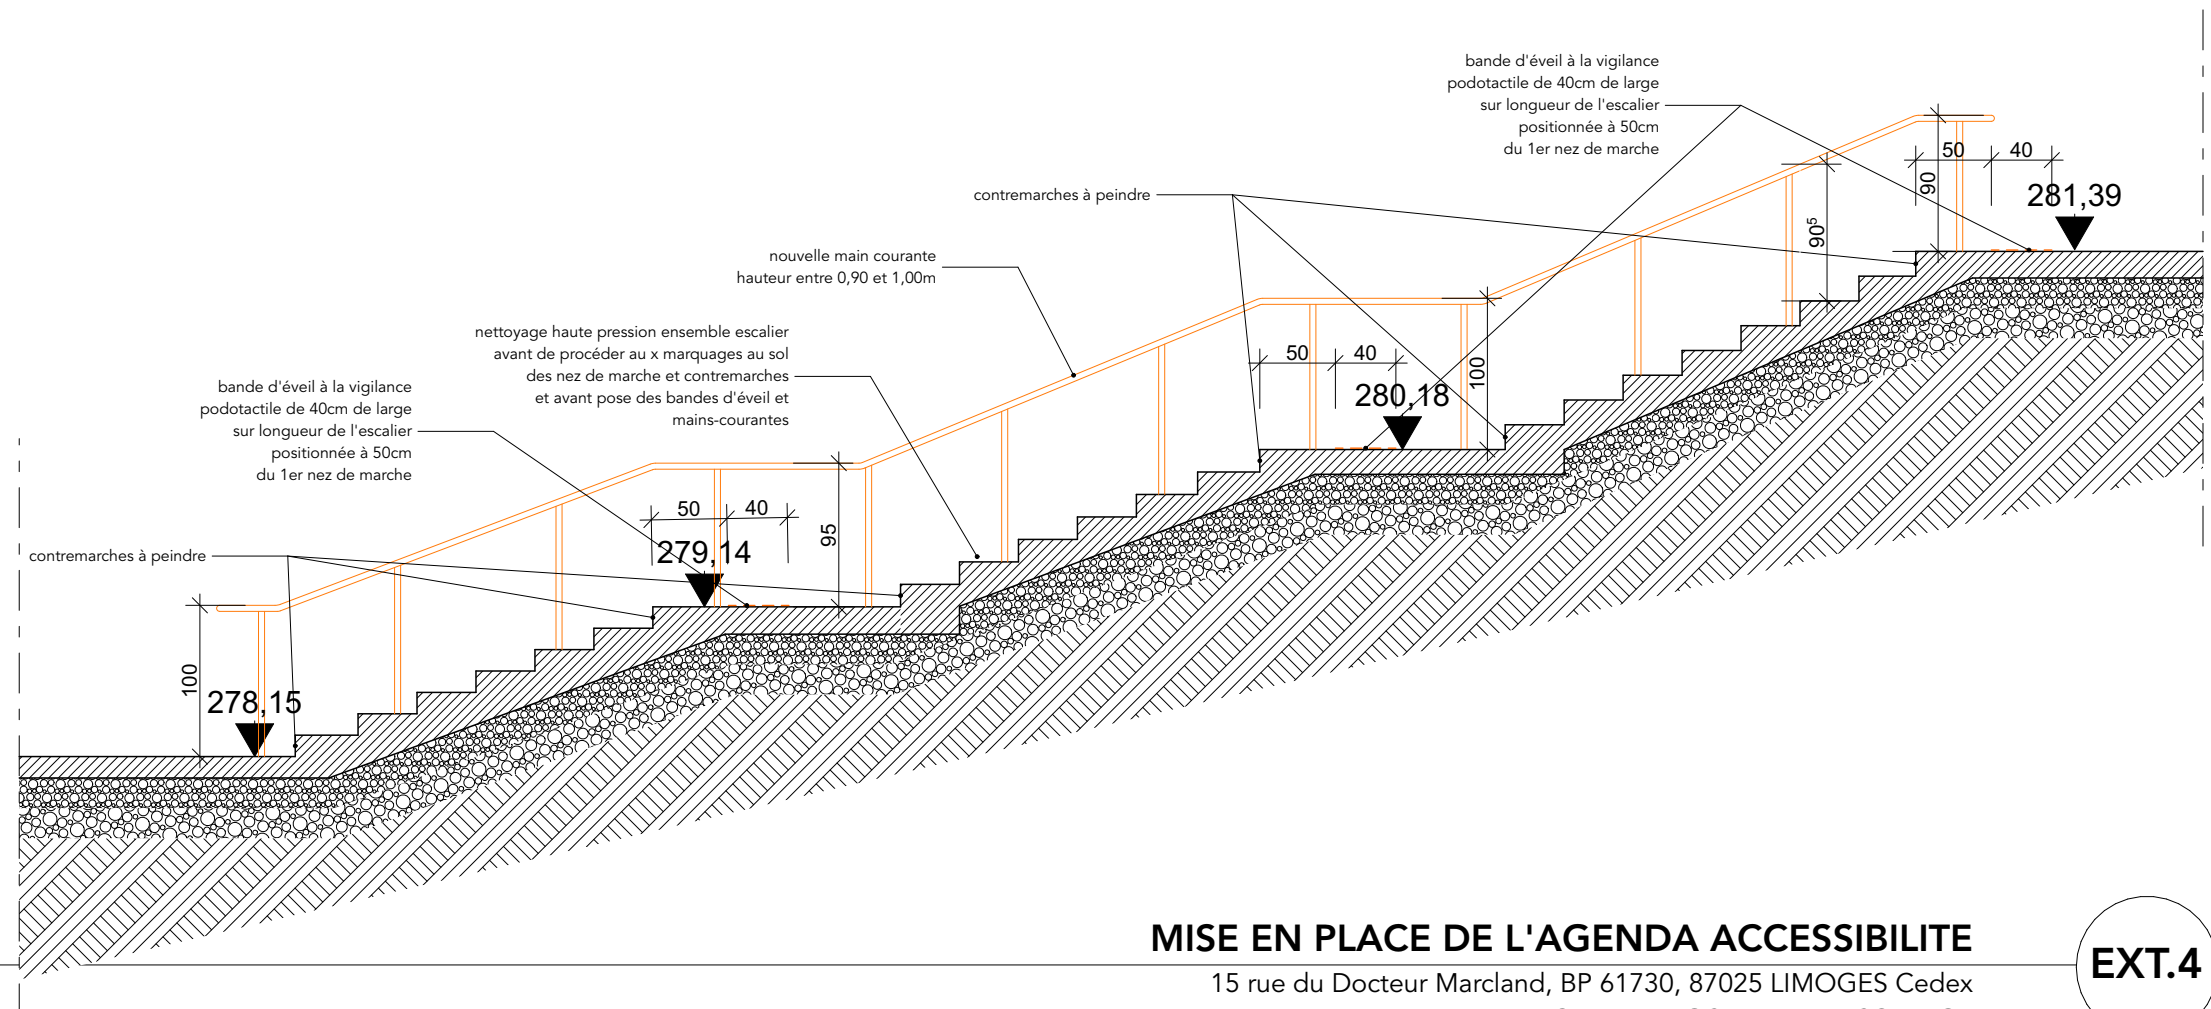 bande d'éveil à la vigilance
podotactile de 40cm de large
sur longueur de l'escalier
positionnée à 50cm
du 1er nez de marche
50
40
90
281,39
contremarches à peindre
90⁵
nouvelle main courante
hauteur entre 0,90 et 1,00m
nettoyage haute pression ensemble escalier
avant de procéder au x marquages au sol
des nez de marche et contremarches
et avant pose des bandes d'éveil et
mains-courantes
50
40
100
280,18
bande d'éveil à la vigilance
podotactile de 40cm de large
sur longueur de l'escalier
positionnée à 50cm
du 1er nez de marche
50
40
95
279,14
contremarches à peindre
100
278,15
MISE EN PLACE DE L'AGENDA ACCESSIBILITE
EXT.4
15 rue du Docteur Marcland, BP 61730, 87025 LIMOGES Cedex